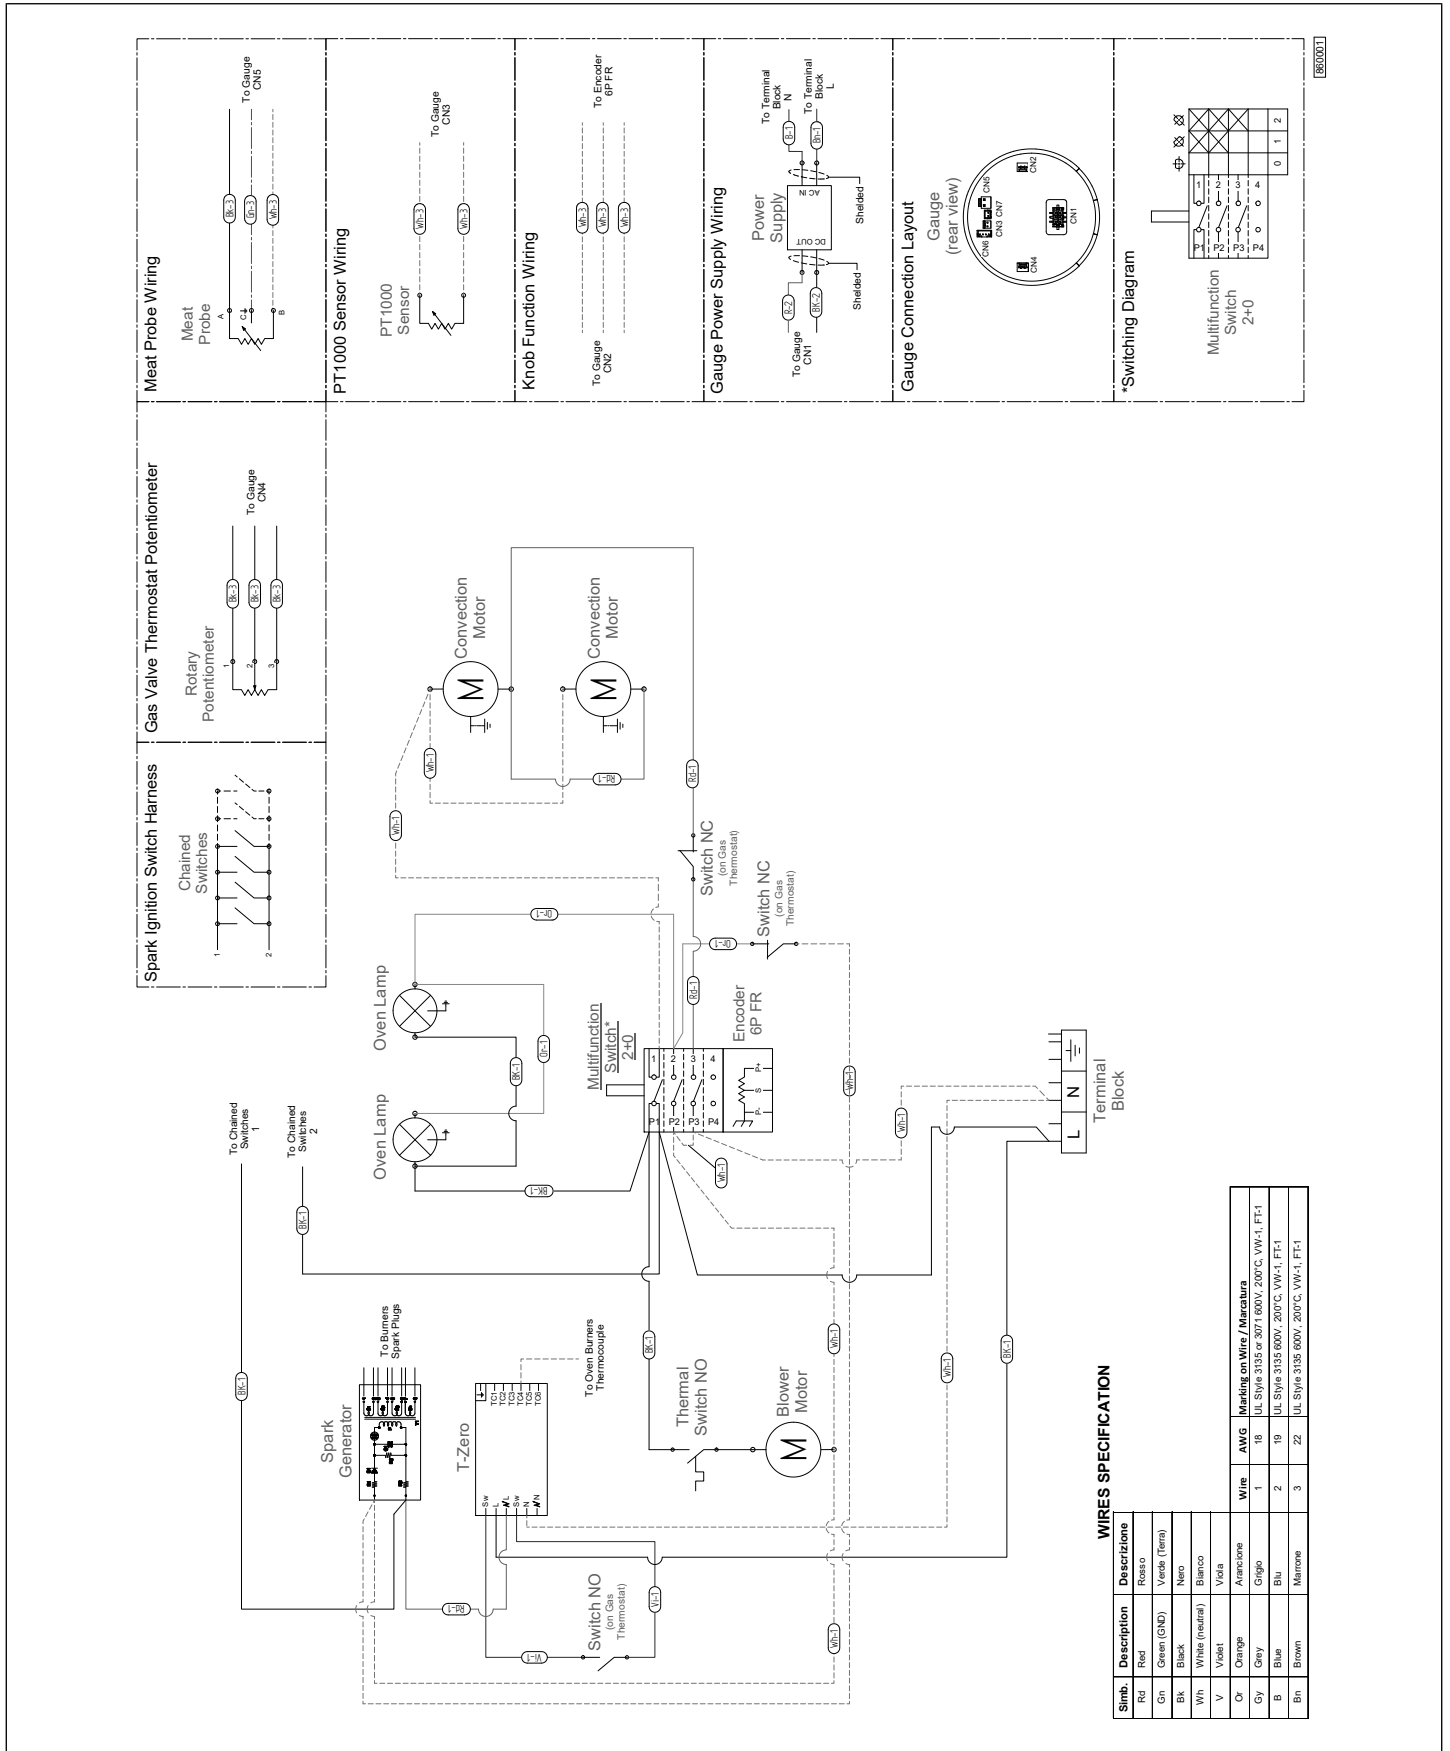 Spark Ignition Switch Harness
Chained
Switches
1
2
Gas Valve Thermostat Potentiometer
Rotary
Potentiometer
1
2
3
Bk-3
Bk-3
Bk-3
To Gauge
CN4
Meat Probe Wiring
Meat
Probe
A
C
B
Bk-3
Gn-3
Wh-3
To Gauge
CN5
PT1000 Sensor Wiring
PT1000
Sensor
Wh-3
Wh-3
To Gauge
CN3
Knob Function Wiring
To Gauge
CN2
Wh-3
Wh-3
Wh-3
To Encoder
6P FR
Gauge Power Supply Wiring
To Gauge
CN1
R-2
BK-2
Shelded
DC OUT
Power
Supply
AC IN
Shelded
B-1
Bn-1
To Terminal
Block
N
To Terminal
Block
L
Gauge Connection Layout
Gauge
(rear view)
CN6
CN3
CN7
CN5
CN4
CN2
CN1
*Switching Diagram
Multifunction
Switch
2+0
P1
P2
P3
P4
1
2
3
4
0
1
2
860001
To Chained
Switches
1
To Chained
Switches
2
BK-1
BK-1
Spark
Generator
To Burners
Spark Plugs
T-Zero
Sw
L
L
Sw
N
N
TC1
TC2
TC3
TC4
TC5
TC6
To Oven Burners
Thermocouple
Rd-1
Vi-1
Vi-1
Switch NO
(on Gas
Thermostat)
Wh-1
Thermal
Switch NO
Blower
Motor
M
BK-1
Wh-1
Wh-1
BK-1
Oven Lamp
Oven Lamp
BK-1
BK-1
Or-1
Or-1
Multifunction
Switch*
2+0
P1
P2
P3
P4
1
2
3
4
P-
S
P+
Encoder
6P FR
Wh-1
Rd-1
Or-1
Wh-1
Wh-1
Switch NC
(on Gas
Thermostat)
Switch NC
(on Gas
Thermostat)
Rd-1
Wh-1
Wh-1
Rd-1
Convection
Motor
M
Convection
Motor
M
L
N
Terminal
Block
WIRES SPECIFICATION
Simb. Description Descrizione
Rd Red Rosso
Gn Green (GND) Verde (Terra)
Bk Black Nero
Wh White (neutral) Bianco
V Violet Viola
Or Orange Arancione Wire AWG Marking on Wire / Marcatura
Gy Grey Grigio 1 18 UL Style 3135 or 3071 600V, 200°C, VW-1, FT-1
B Blue Blu 2 19 UL Style 3135 600V, 200°C, VW-1, FT-1
Bn Brown Marrone 3 22 UL Style 3135 600V, 200°C, VW-1, FT-1